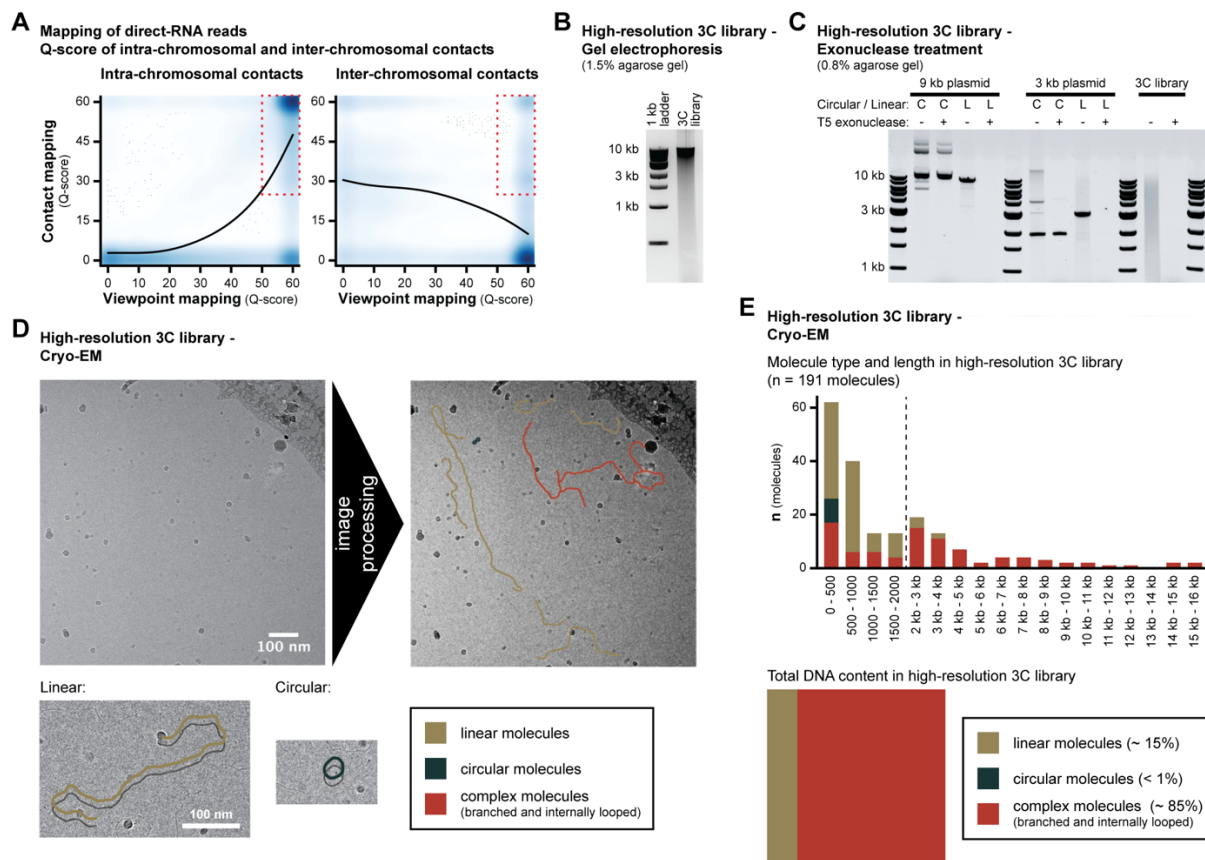 A
Mapping of direct-RNA reads
Q-score of intra-chromosomal and inter-chromosomal contacts
Intra-chromosomal contacts
Inter-chromosomal contacts
Contact mapping
(Q-score)
60
45
30
15
0
60
45
30
15
0
0 10 20 30 40 50 60
0 10 20 30 40 50 60
Viewpoint mapping (Q-score)
Viewpoint mapping (Q-score)
B
High-resolution 3C library -
Gel electrophoresis
(1.5% agarose gel)
1 kb
ladder
3C
library
10 kb
3 kb
1 kb
C
High-resolution 3C library -
Exonuclease treatment
(0.8% agarose gel)
9 kb plasmid
3 kb plasmid
3C library
Circular / Linear: C C L L C C L L
T5 exonuclease: - + - + - + - + - +
10 kb
3 kb
1 kb
D
High-resolution 3C library -
Cryo-EM
image
processing
100 nm
Linear:
100 nm
Circular:
linear molecules
circular molecules
complex molecules
(branched and internally looped)
E
High-resolution 3C library -
Cryo-EM
Molecule type and length in high-resolution 3C library
(n = 191 molecules)
n (molecules)
60
40
20
0
0 - 500
500 - 1000
1000 - 1500
1500 - 2000
2 kb - 3 kb
3 kb - 4 kb
4 kb - 5 kb
5 kb - 6 kb
6 kb - 7 kb
7 kb - 8 kb
8 kb - 9 kb
9 kb - 10 kb
10 kb - 11 kb
11 kb - 12 kb
12 kb - 13 kb
13 kb - 14 kb
14 kb - 15 kb
15 kb - 16 kb
Total DNA content in high-resolution 3C library
linear molecules (~ 15%)
circular molecules (< 1%)
complex molecules (~ 85%)
(branched and internally looped)